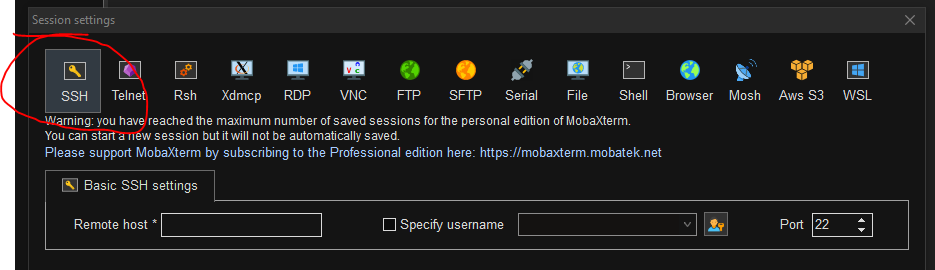 Session settings
SSH Telnet Rsh Xdmcp RDP VNC FTP SFTP Serial File Shell Browser Mosh Aws S3 WSL
Warning: you have reached the maximum number of saved sessions for the personal edition of MobaXterm.
You can start a new session but it will not be automatically saved.
Please support MobaXterm by subscribing to the Professional edition here: https://mobaxterm.mobatek.net
Basic SSH settings
Remote host * Specify username Port 22